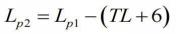 L_{p2} = L_{p1} − (TL + 6)